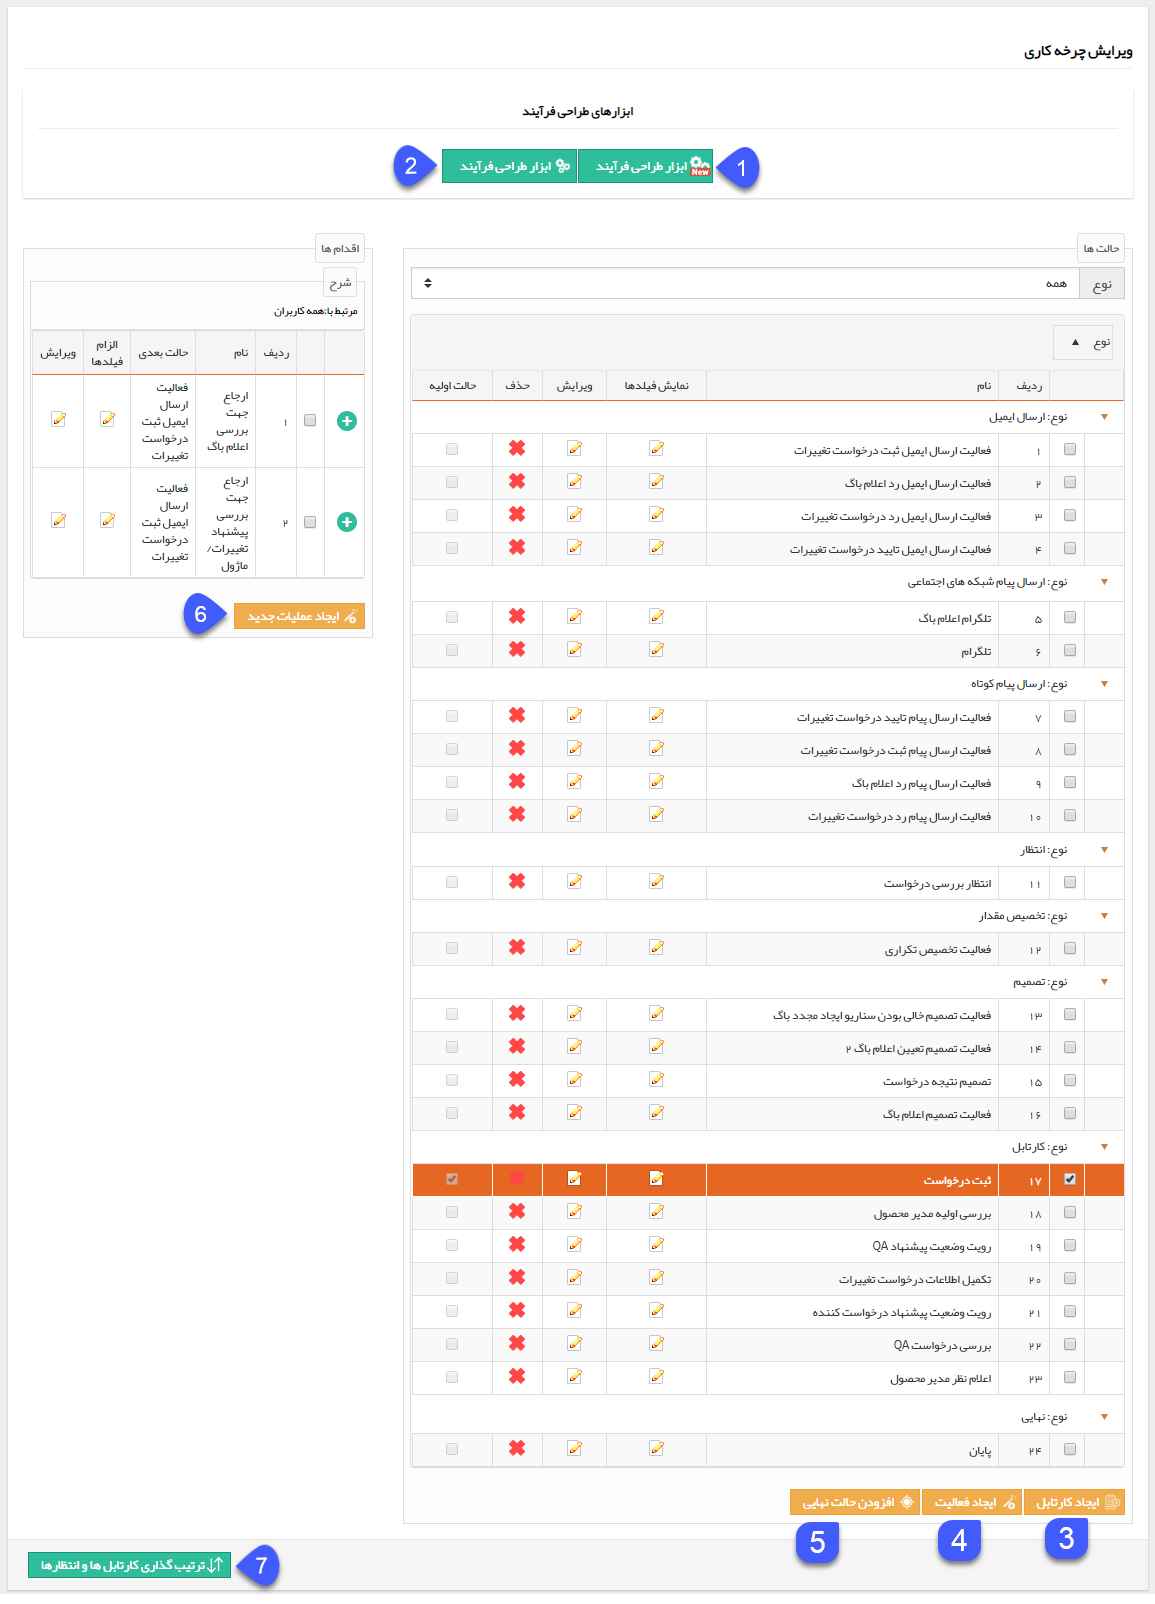 ویرایش چرخه کاری
ابزارهای طراحی فرآیند
1 ابزار طراحی فرآیند New ابزار طراحی فرآیند 2
حالت ها
نوع همه
نوع
ردیف نام نمایش فیلدها ویرایش حذف حالت اولیه
نوع: ارسال ایمیل
۱ فعالیت ارسال ایمیل ثبت درخواست تغییرات
۲ فعالیت ارسال ایمیل رد اعلام باگ
۳ فعالیت ارسال ایمیل رد درخواست تغییرات
۴ فعالیت ارسال ایمیل تایید درخواست تغییرات
نوع: ارسال پیام شبکه های اجتماعی
۵ تلگرام اعلام باگ
۶ تلگرام
نوع: ارسال پیام کوتاه
۷ فعالیت ارسال پیام تایید درخواست تغییرات
۸ فعالیت ارسال پیام ثبت درخواست تغییرات
۹ فعالیت ارسال پیام رد اعلام باگ
۱۰ فعالیت ارسال پیام رد درخواست تغییرات
نوع: انتظار
۱۱ انتظار بررسی درخواست
نوع: تخصیص مقدار
۱۲ فعالیت تخصیص تکراری
نوع: تصمیم
۱۳ فعالیت تصمیم خالی بودن سناریو ایجاد مجدد باگ
۱۴ فعالیت تصمیم تعیین اعلام باگ ۲
۱۵ تصمیم نتیجه درخواست
۱۶ فعالیت تصمیم اعلام باگ
نوع: کارتابل
۱۷ ثبت درخواست
۱۸ بررسی اولیه مدیر محصول
۱۹ رویت وضعیت پیشنهاد QA
۲۰ تکمیل اطلاعات درخواست تغییرات
۲۱ رویت وضعیت پیشنهاد درخواست کننده
۲۲ بررسی درخواست QA
۲۳ اعلام نظر مدیر محصول
نوع: نهایی
۲۴ پایان
ایجاد کارتابل ایجاد فعالیت افزودن حالت نهایی
3 4 5
اقدام ها
شرح
مرتبط با:همه کاربران
ردیف نام حالت بعدی الزام فیلدها ویرایش
۱ ارجاع جهت بررسی اعلام باگ فعالیت ارسال ایمیل ثبت درخواست تغییرات
۲ ارجاع جهت بررسی پیشنهاد تغییرات/ماژول فعالیت ارسال ایمیل ثبت درخواست تغییرات
ایجاد عملیات جدید 6
7 ترتیب گذاری کارتابل ها و انتظارها